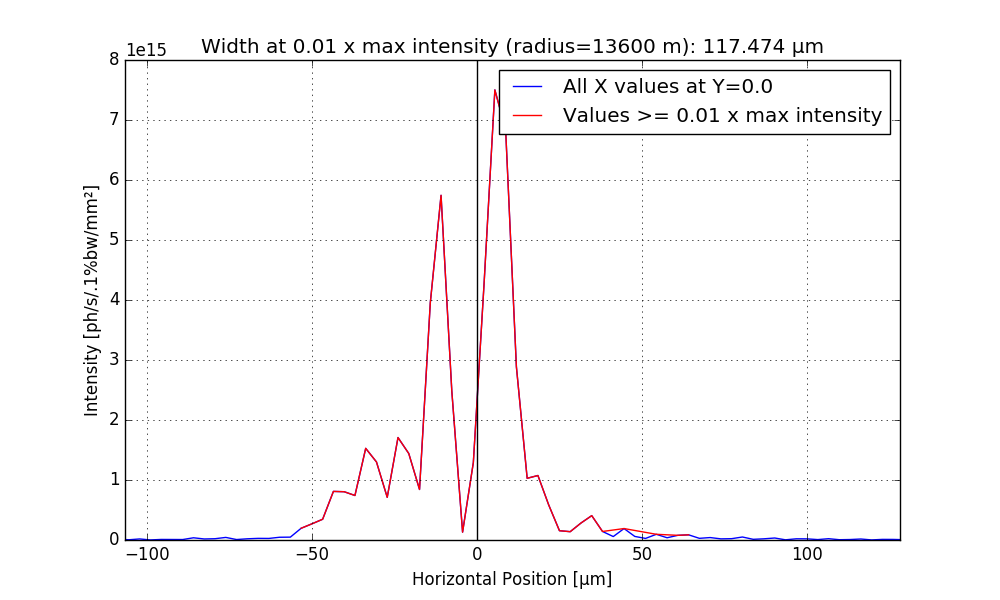 Width at 0.01 x max intensity (radius=13600 m): 117.474 µm
1e15
All X values at Y=0.0
Values >= 0.01 x max intensity
8
7
6
5
4
3
2
1
0
Intensity [ph/s/.1%bw/mm²]
−100
−50
0
50
100
Horizontal Position [µm]